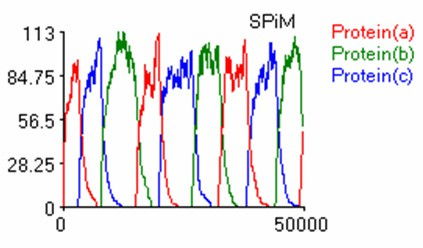 SPiM
Protein(a)
Protein(b)
Protein(c)
113
84.75
56.5
28.25
0
0 50000